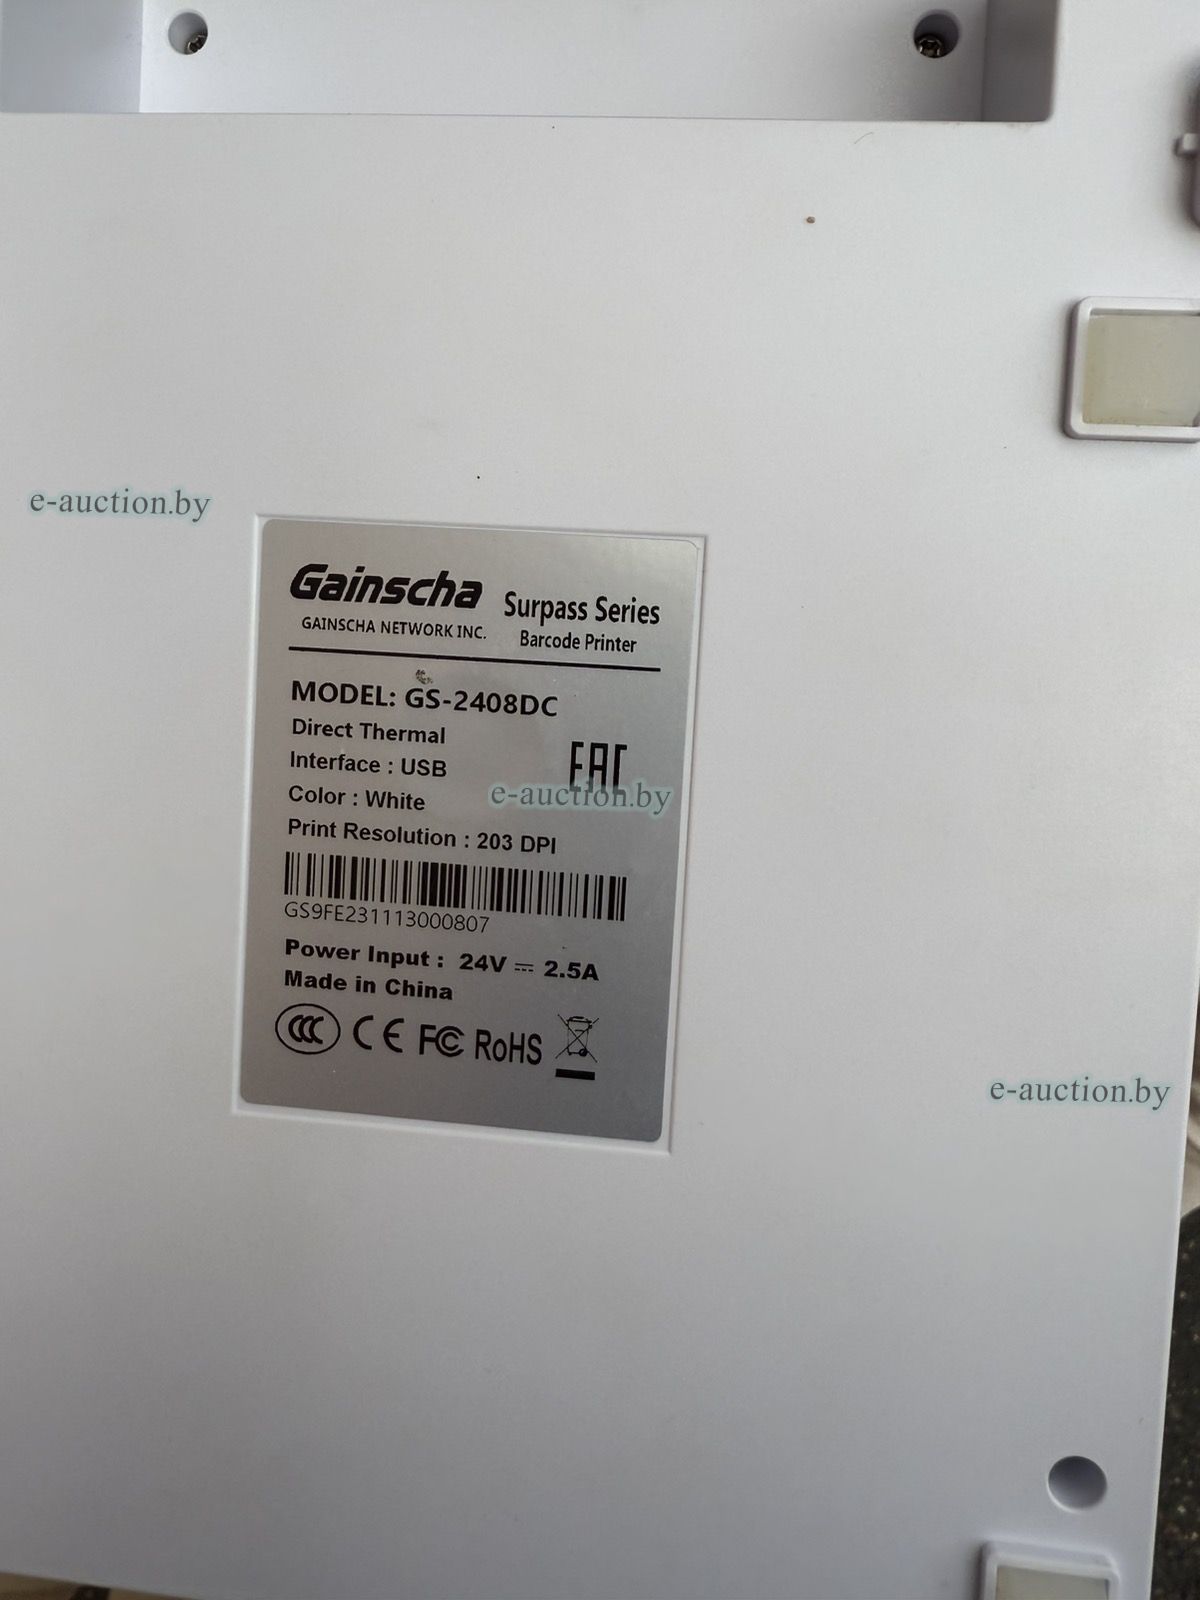 e-auction.by
Gainscha
GAINSCHA NETWORK INC.
Surpass Series
Barcode Printer
MODEL: GS-2408DC
Direct Thermal
Interface : USB
EAC
Color : White
e-auction.by
Print Resolution : 203 DPI
GS9FE231113000807
Power Input : 24V ⎓ 2.5A
Made in China
CCC CE FC RoHS
e-auction.by